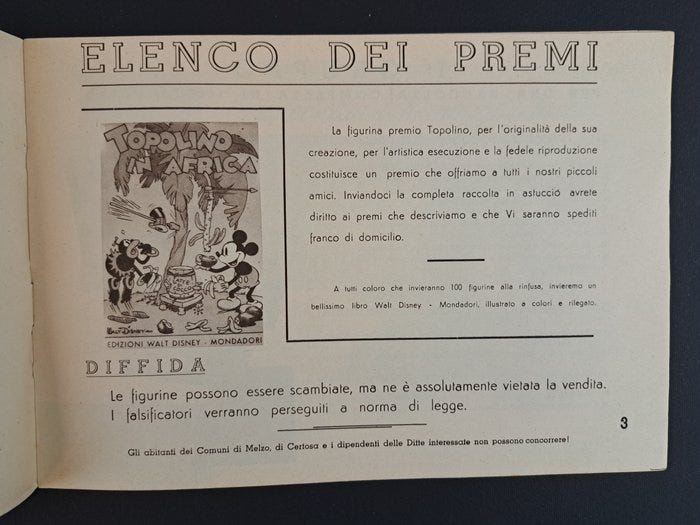 ELENCO DEI PREMI
TOPOLINO
IN AFRICA
LATTE
DI
COCCO
WALT DISNEY
EDIZIONI WALT DISNEY - MONDADORI
La figurina premio Topolino, per l'originalità della sua
creazione, per l'artistica esecuzione e la fedele riproduzione
costituisce un premio che offriamo a tutti i nostri piccoli
amici. Inviandoci la completa raccolta in astuccio avrete
diritto ai premi che descriviamo e che Vi saranno spediti
franco di domicilio.
A tutti coloro che invieranno 100 figurine alla rinfusa, invieremo un
bellissimo libro Walt Disney - Mondadori, illustrato a colori e rilegato.
DIFFIDA
Le figurine possono essere scambiate, ma ne è assolutamente vietata la vendita.
I falsificatori verranno perseguiti a norma di legge.
3
Gli abitanti dei Comuni di Melzo, di Certosa e i dipendenti delle Ditte interessate non possono concorrere!